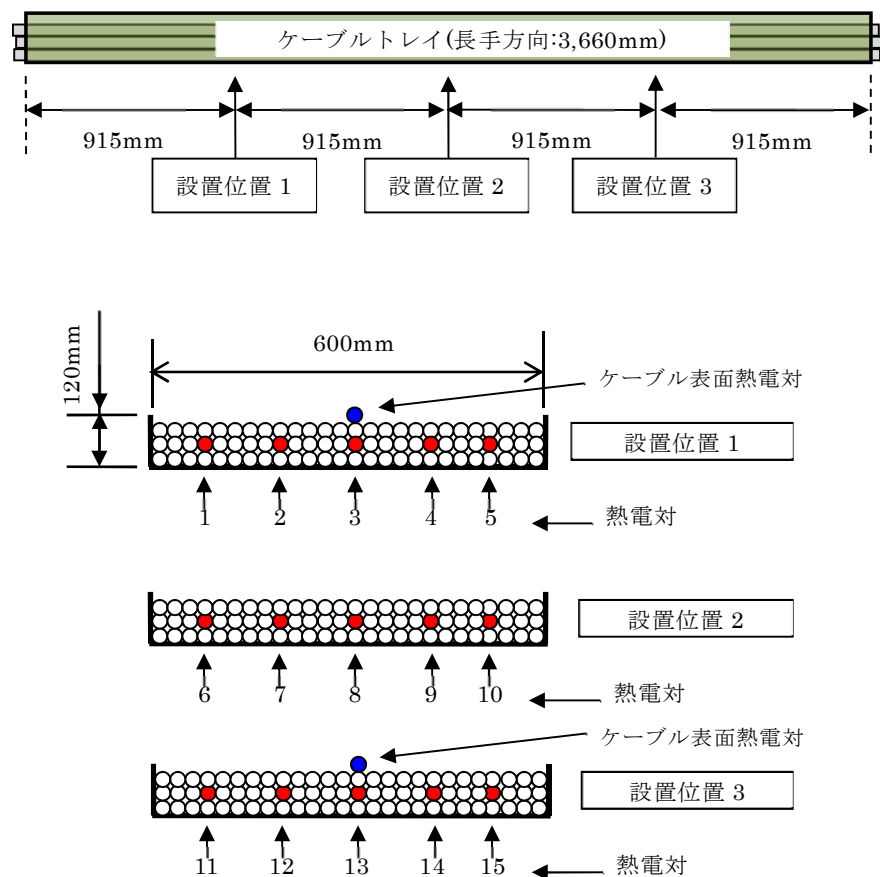 ケーブルトレイ(長手方向:3,660mm)
915mm 915mm 915mm 915mm
設置位置 1 設置位置 2 設置位置 3
600mm
120mm
ケーブル表面熱電対
設置位置 1
1 2 3 4 5 熱電対
設置位置 2
6 7 8 9 10 熱電対
ケーブル表面熱電対
設置位置 3
11 12 13 14 15 熱電対